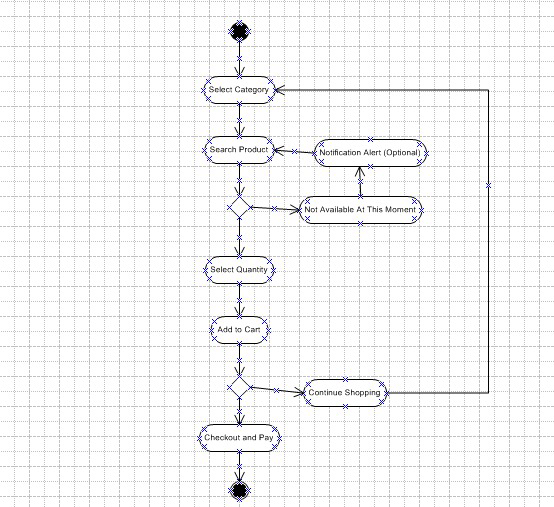 Select Category
Search Product
Notification Alert (Optional)
Not Available At This Moment
Select Quantity
Add to Cart
Continue Shopping
Checkout and Pay